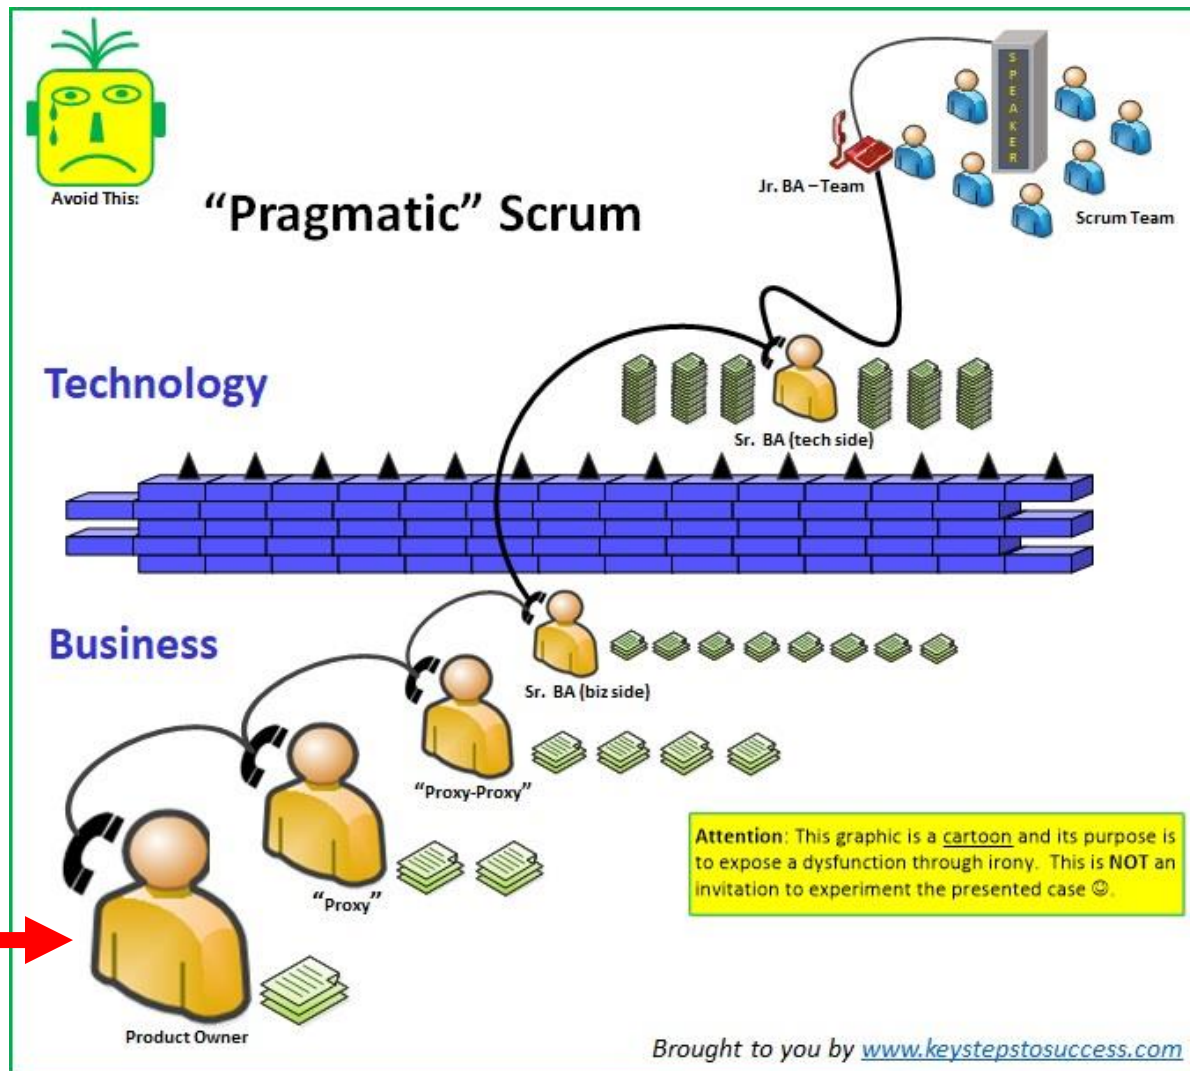 Avoid This:
“Pragmatic” Scrum
SPEAKER
Jr. BA – Team
Scrum Team
Technology
Sr. BA (tech side)
Business
Sr. BA (biz side)
“Proxy-Proxy”
“Proxy”
Attention: This graphic is a cartoon and its purpose is
to expose a dysfunction through irony. This is NOT an
invitation to experiment the presented case ☺.
Product Owner
Brought to you by www.keystepstosuccess.com